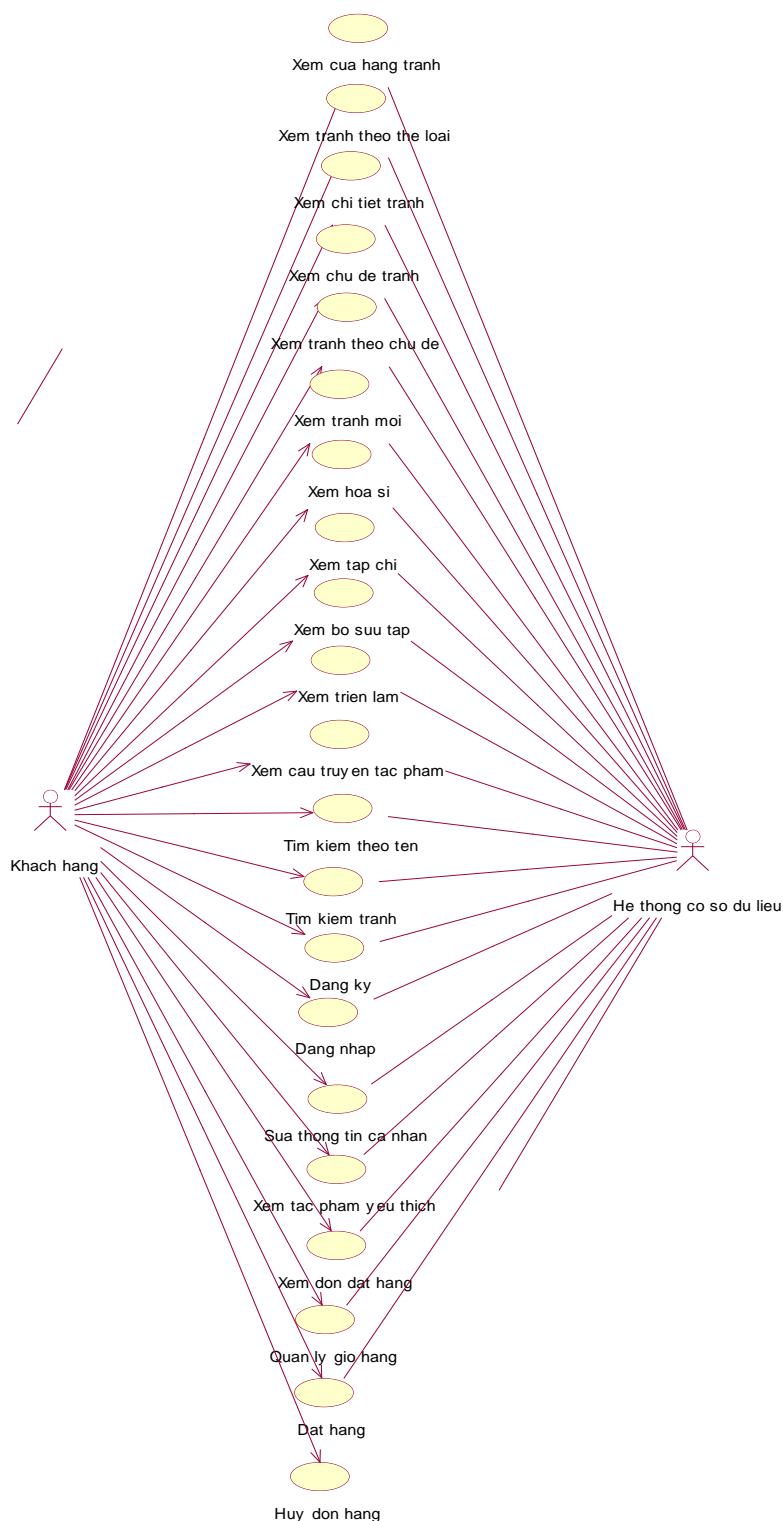 Xem cua hang tranh
Xem tranh theo the loai
Xem chi tiet tranh
Xem chu de tranh
Xem tranh theo chu de
Xem tranh moi
Xem hoa si
Xem tap chi
Xem bo suu tap
Xem trien lam
Xem cau truyen tac pham
Tim kiem theo ten
Khach hang
He thong co so du lieu
Tim kiem tranh
Dang ky
Dang nhap
Sua thong tin ca nhan
Xem tac pham yeu thich
Xem don dat hang
Quan ly gio hang
Dat hang
Huy don hang